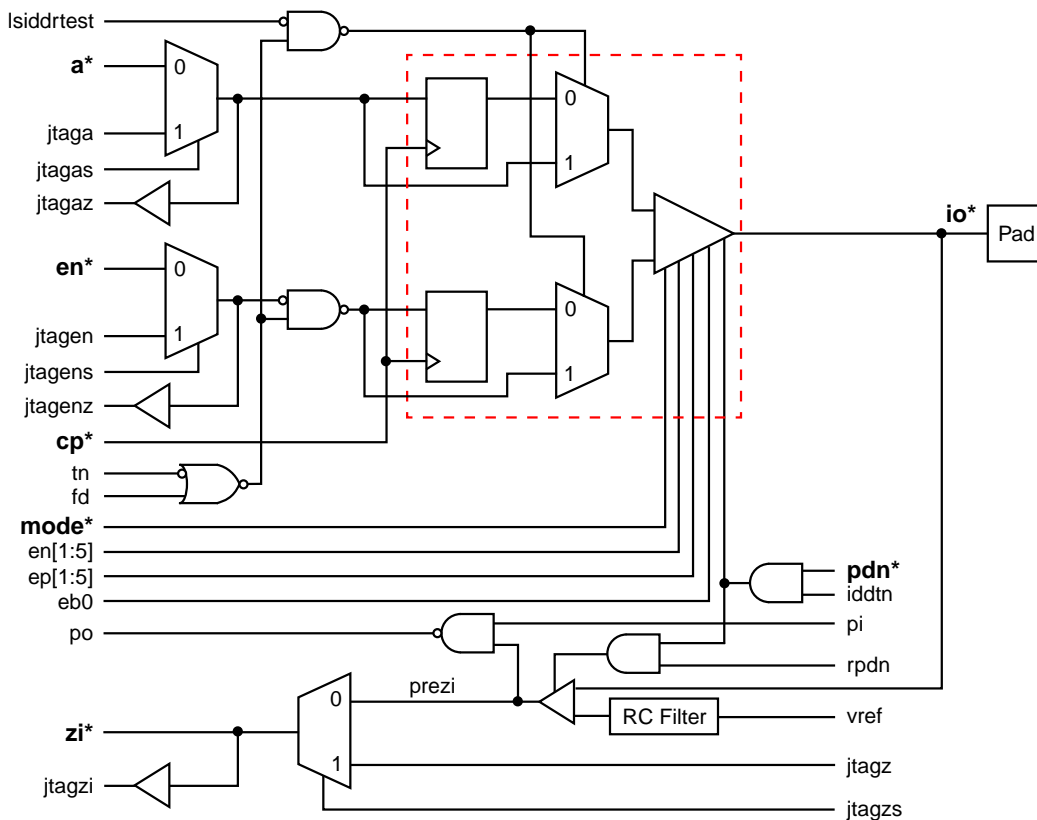 lsiddrtest
a*
0
0
jtaga
1
1
jtagas
jtagaz
io*
Pad
en*
0
0
jtagen
1
1
jtagens
jtagenz
cp*
tn
fd
mode*
en[1:5]
ep[1:5]
eb0
pdn*
iddtn
po
pi
rpdn
prezi
0
RC Filter
vref
zi*
1
jtagz
jtagzi
jtagzs